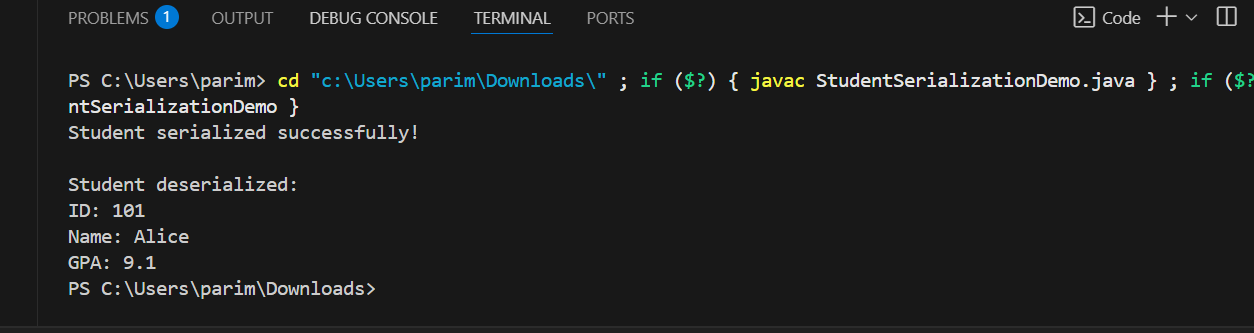 PROBLEMS 1 OUTPUT DEBUG CONSOLE TERMINAL PORTS Code
PS C:\Users\parim> cd "c:\Users\parim\Downloads\" ; if ($?) { javac StudentSerializationDemo.java } ; if ($?
ntSerializationDemo }
Student serialized successfully!
Student deserialized:
ID: 101
Name: Alice
GPA: 9.1
PS C:\Users\parim\Downloads>